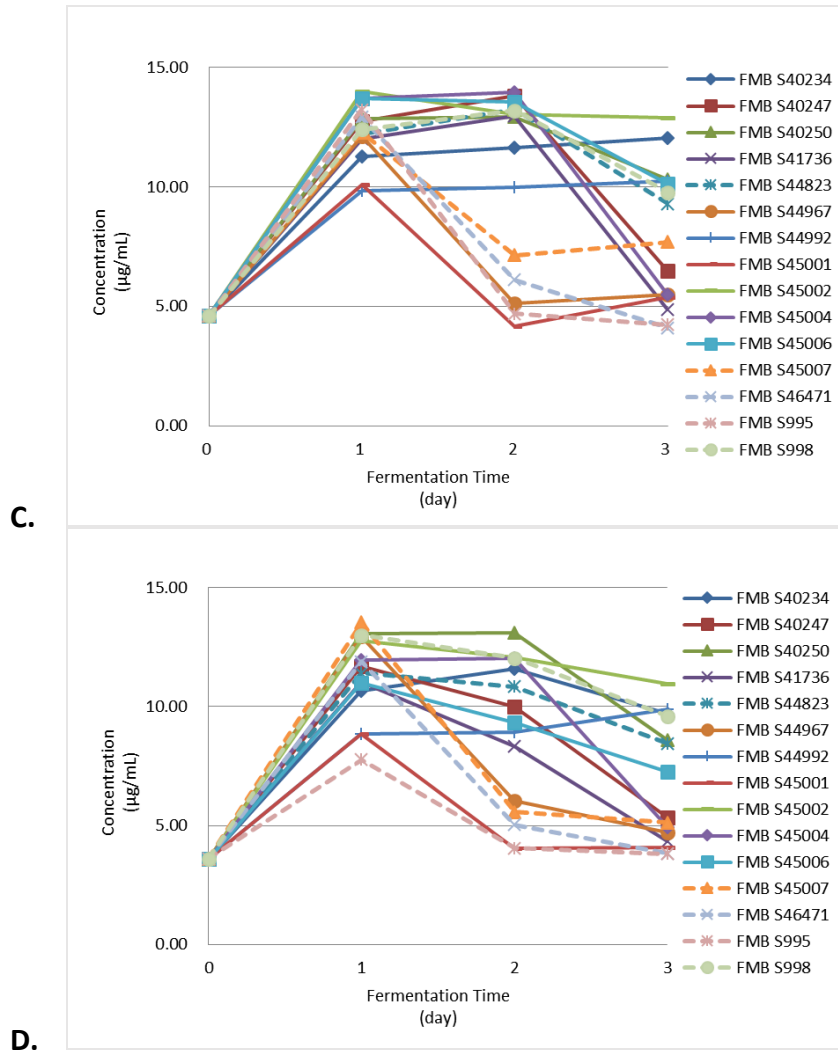 15.00
10.00
5.00
0.00
Concentration
(µg/mL)
0
1
2
3
Fermentation Time
(day)
FMB S40234
FMB S40247
FMB S40250
FMB S41736
FMB S44823
FMB S44967
FMB S44992
FMB S45001
FMB S45002
FMB S45004
FMB S45006
FMB S45007
FMB S46471
FMB S995
FMB S998
C.
15.00
10.00
5.00
0.00
Concentration
(µg/mL)
0
1
2
3
Fermentation Time
(day)
FMB S40234
FMB S40247
FMB S40250
FMB S41736
FMB S44823
FMB S44967
FMB S44992
FMB S45001
FMB S45002
FMB S45004
FMB S45006
FMB S45007
FMB S46471
FMB S995
FMB S998
D.